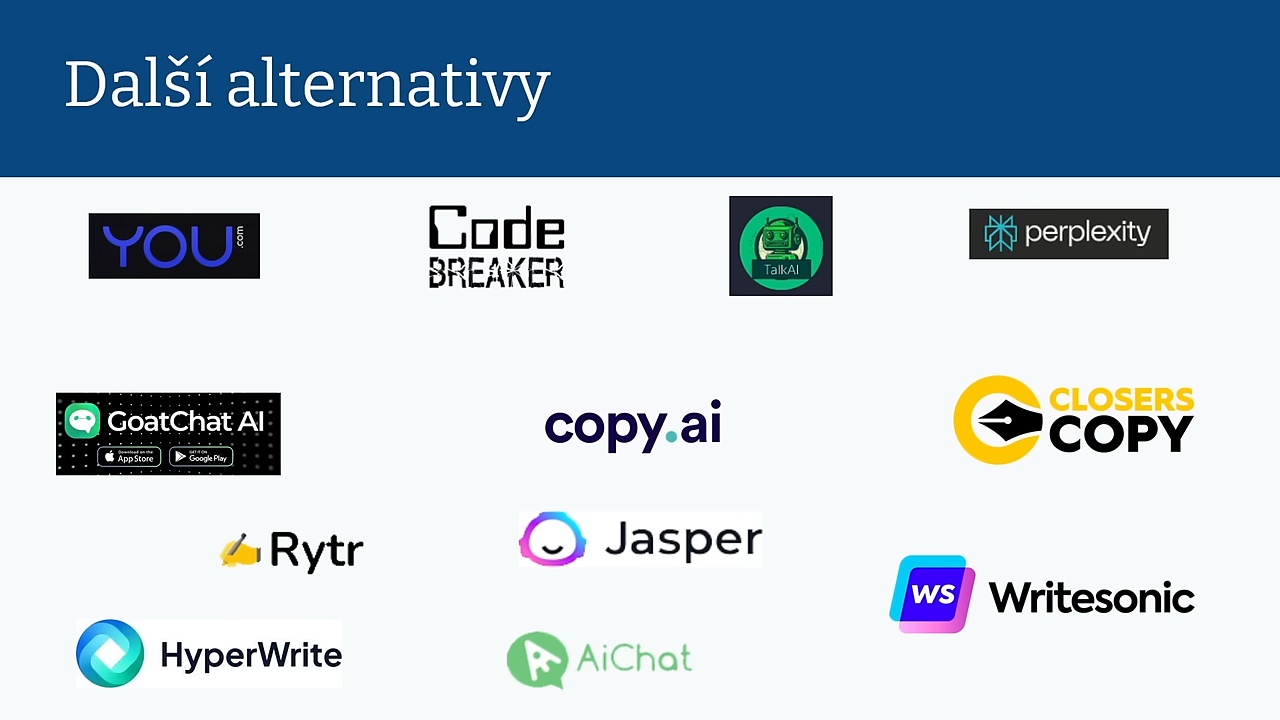 Další alternativy
YOU.com
Code
BREAKER
TalkAI
perplexity
GoatChat AI
Download on the
App Store
GET IT ON
Google Play
copy.ai
CLOSERS
COPY
Rytr
Jasper
WS Writesonic
HyperWrite
AiChat